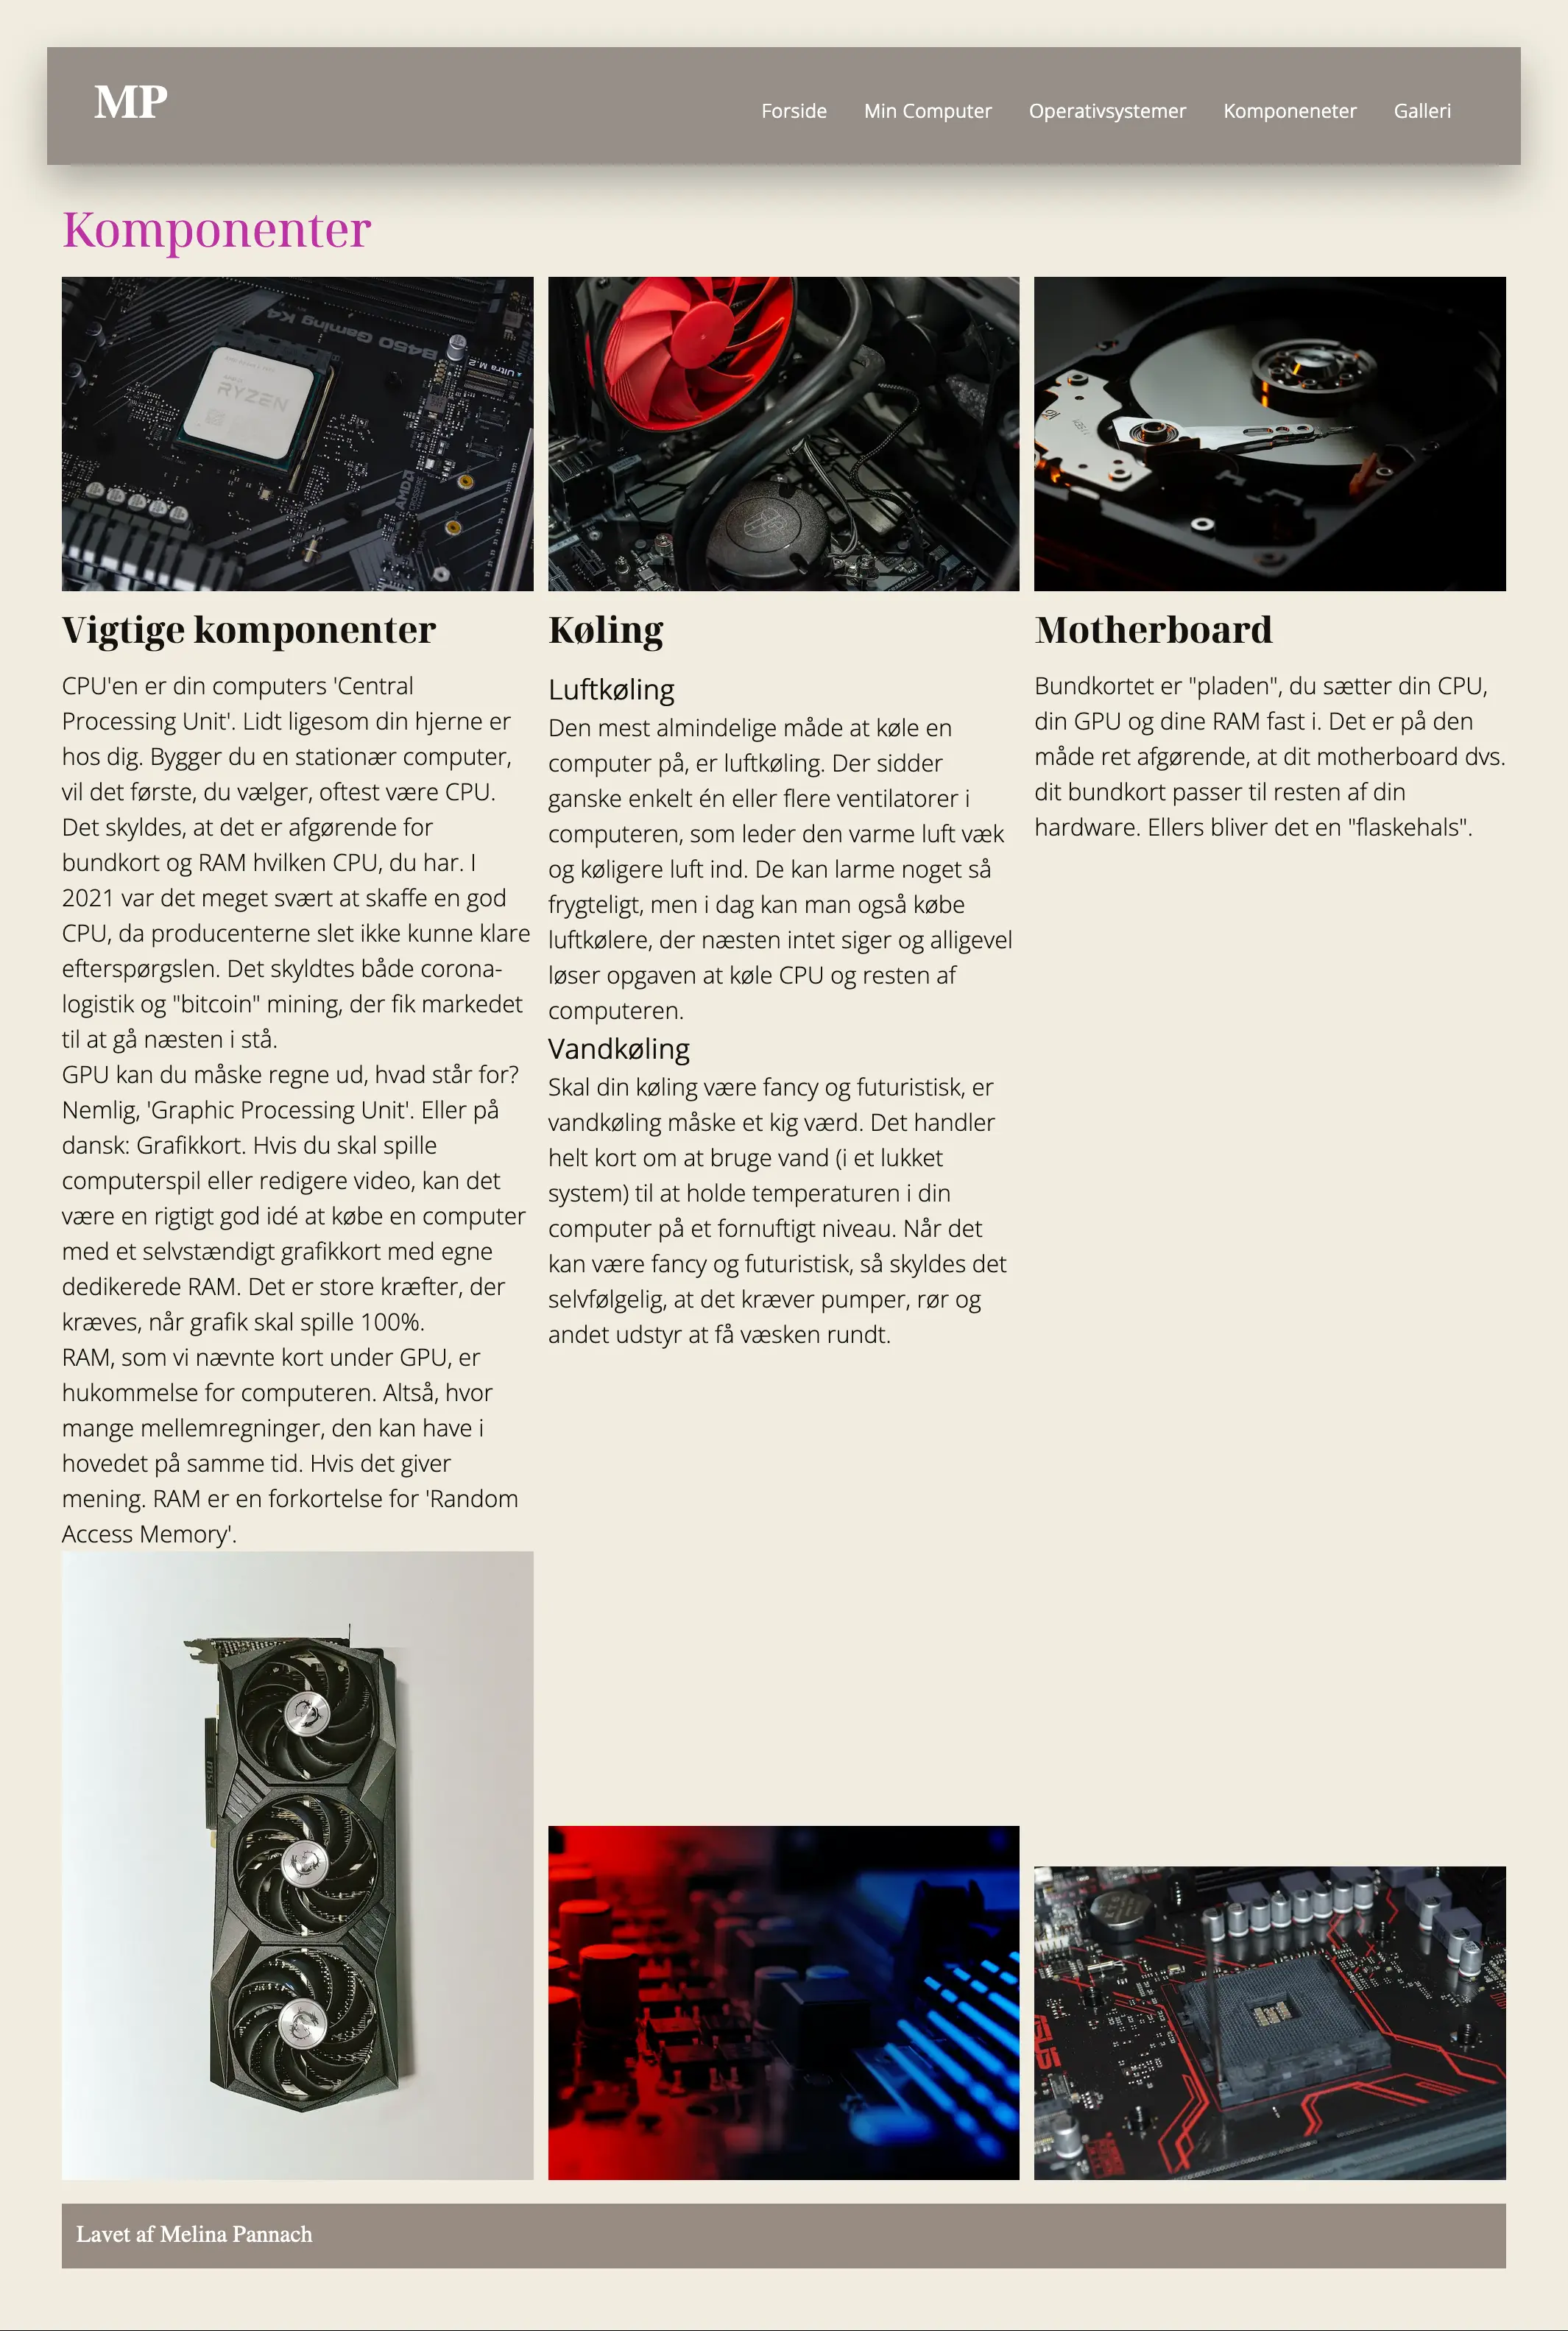 MP
Forside
Min Computer
Operativsystemer
Komponeneter
Galleri
Komponenter
B450 Gaming K4
Ultra M.2
RYZEN
AMD
Vigtige komponenter
CPU'en er din computers 'Central
Processing Unit'. Lidt ligesom din hjerne er
hos dig. Bygger du en stationær computer,
vil det første, du vælger, oftest være CPU.
Det skyldes, at det er afgørende for
bundkort og RAM hvilken CPU, du har. I
2021 var det meget svært at skaffe en god
CPU, da producenterne slet ikke kunne klare
efterspørgslen. Det skyldtes både corona-
logistik og "bitcoin" mining, der fik markedet
til at gå næsten i stå.
GPU kan du måske regne ud, hvad står for?
Nemlig, 'Graphic Processing Unit'. Eller på
dansk: Grafikkort. Hvis du skal spille
computerspil eller redigere video, kan det
være en rigtigt god idé at købe en computer
med et selvstændigt grafikkort med egne
dedikerede RAM. Det er store kræfter, der
kræves, når grafik skal spille 100%.
RAM, som vi nævnte kort under GPU, er
hukommelse for computeren. Altså, hvor
mange mellemregninger, den kan have i
hovedet på samme tid. Hvis det giver
mening. RAM er en forkortelse for 'Random
Access Memory'.
Køling
Luftkøling
Den mest almindelige måde at køle en
computer på, er luftkøling. Der sidder
ganske enkelt én eller flere ventilatorer i
computeren, som leder den varme luft væk
og køligere luft ind. De kan larme noget så
frygteligt, men i dag kan man også købe
luftkølere, der næsten intet siger og alligevel
løser opgaven at køle CPU og resten af
computeren.
Vandkøling
Skal din køling være fancy og futuristisk, er
vandkøling måske et kig værd. Det handler
helt kort om at bruge vand (i et lukket
system) til at holde temperaturen i din
computer på et fornuftigt niveau. Når det
kan være fancy og futuristisk, så skyldes det
selvfølgelig, at det kræver pumper, rør og
andet udstyr at få væsken rundt.
Motherboard
Bundkortet er "pladen", du sætter din CPU,
din GPU og dine RAM fast i. Det er på den
måde ret afgørende, at dit motherboard dvs.
dit bundkort passer til resten af din
hardware. Ellers bliver det en "flaskehals".
Lavet af Melina Pannach